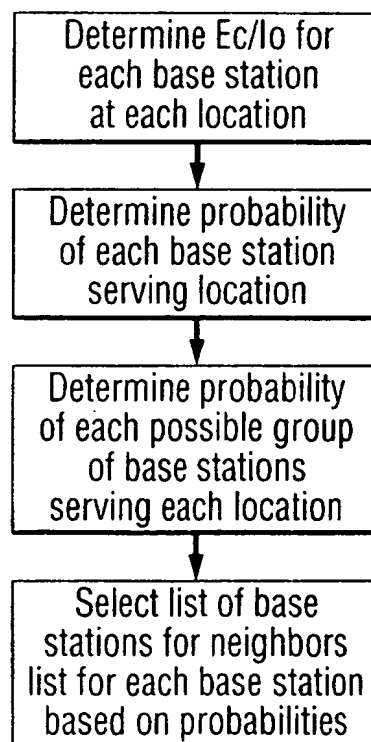 Determine Ec/Io for
each base station
at each location
Determine probability
of each base station
serving location
Determine probability
of each possible group
of base stations
serving each location
Select list of base
stations for neighbors
list for each base station
based on probabilities